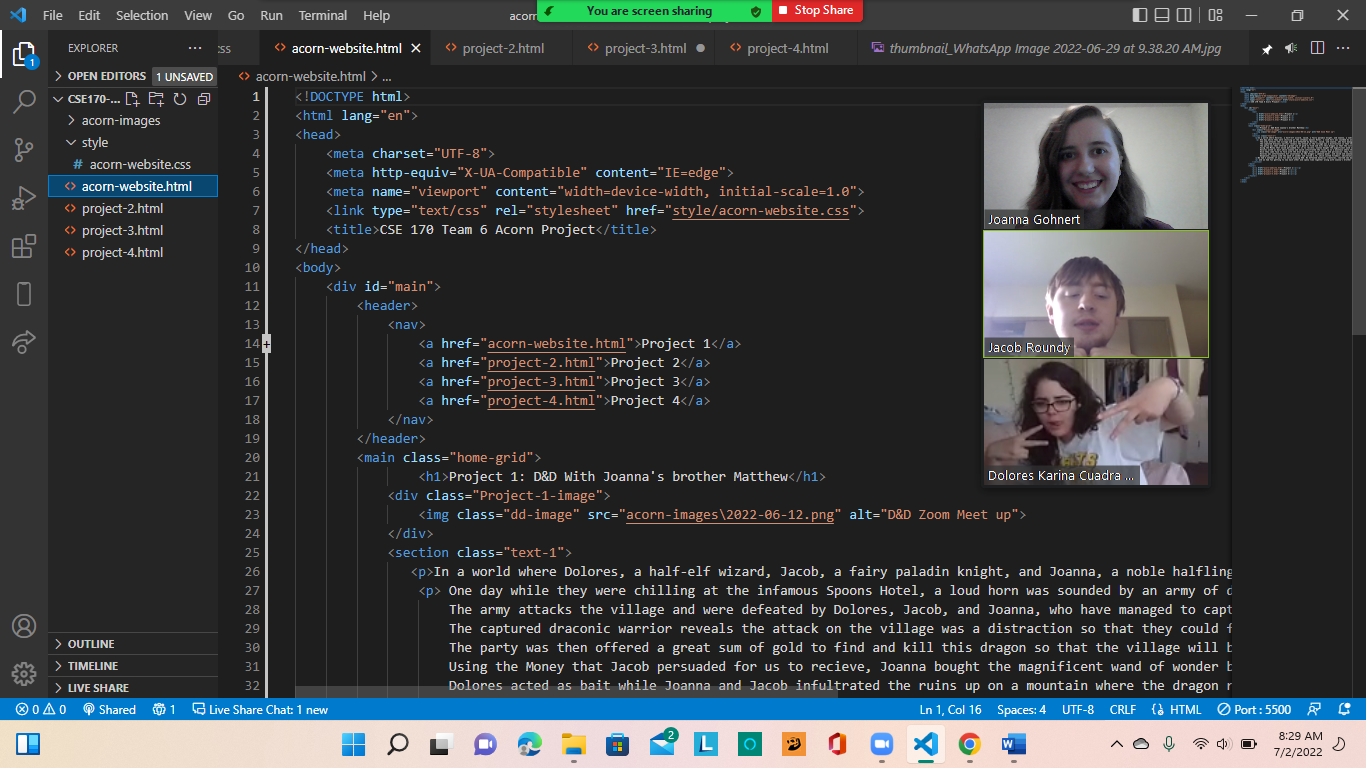 File Edit Selection View Go Run Terminal Help
acorn-
You are screen sharing
Stop Share
EXPLORER
OPEN EDITORS 1 UNSAVED
CSE170-...
acorn-images
style
# acorn-website.css
acorn-website.html
project-2.html
project-3.html
project-4.html
OUTLINE
TIMELINE
LIVE SHARE
css
acorn-website.html
project-2.html
project-3.html
project-4.html
thumbnail_WhatsApp Image 2022-06-29 at 9.38.20 AM.jpg
acorn-website.html > ...
1 <!DOCTYPE html>
2 <html lang="en">
3 <head>
4 <meta charset="UTF-8">
5 <meta http-equiv="X-UA-Compatible" content="IE=edge">
6 <meta name="viewport" content="width=device-width, initial-scale=1.0">
7 <link type="text/css" rel="stylesheet" href="style/acorn-website.css">
8 <title>CSE 170 Team 6 Acorn Project</title>
9 </head>
10 <body>
11 <div id="main">
12 <header>
13 <nav>
14 <a href="acorn-website.html">Project 1</a>
15 <a href="project-2.html">Project 2</a>
16 <a href="project-3.html">Project 3</a>
17 <a href="project-4.html">Project 4</a>
18 </nav>
19 </header>
20 <main class="home-grid">
21 <h1>Project 1: D&D With Joanna's brother Matthew</h1>
22 <div class="Project-1-image">
23 <img class="dd-image" src="acorn-images\2022-06-12.png" alt="D&D Zoom Meet up">
24 </div>
25 <section class="text-1">
26 <p>In a world where Dolores, a half-elf wizard, Jacob, a fairy paladin knight, and Joanna, a noble halfling
27 <p> One day while they were chilling at the infamous Spoons Hotel, a loud horn was sounded by an army of d
28 The army attacks the village and were defeated by Dolores, Jacob, and Joanna, who have managed to capt
29 The captured draconic warrior reveals the attack on the village was a distraction so that they could f
30 The party was then offered a great sum of gold to find and kill this dragon so that the village will b
31 Using the Money that Jacob persuaded for us to recieve, Joanna bought the magnificent wand of wonder b
32 Dolores acted as bait while Joanna and Jacob infultrated the ruins up on a mountain where the dragon r
Joanna Gohnert
Jacob Roundy
Dolores Karina Cuadra ...
0 0 Shared 1 Live Share Chat: 1 new
Ln 1, Col 16 Spaces: 4 UTF-8 CRLF HTML Port : 5500
8:29 AM
7/2/2022